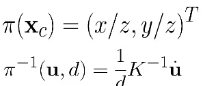 π(𝐱_c) = (x/z, y/z)^T
π^{-1}(𝐮, d) = \frac{1}{d} K^{-1} \dot{𝐮}